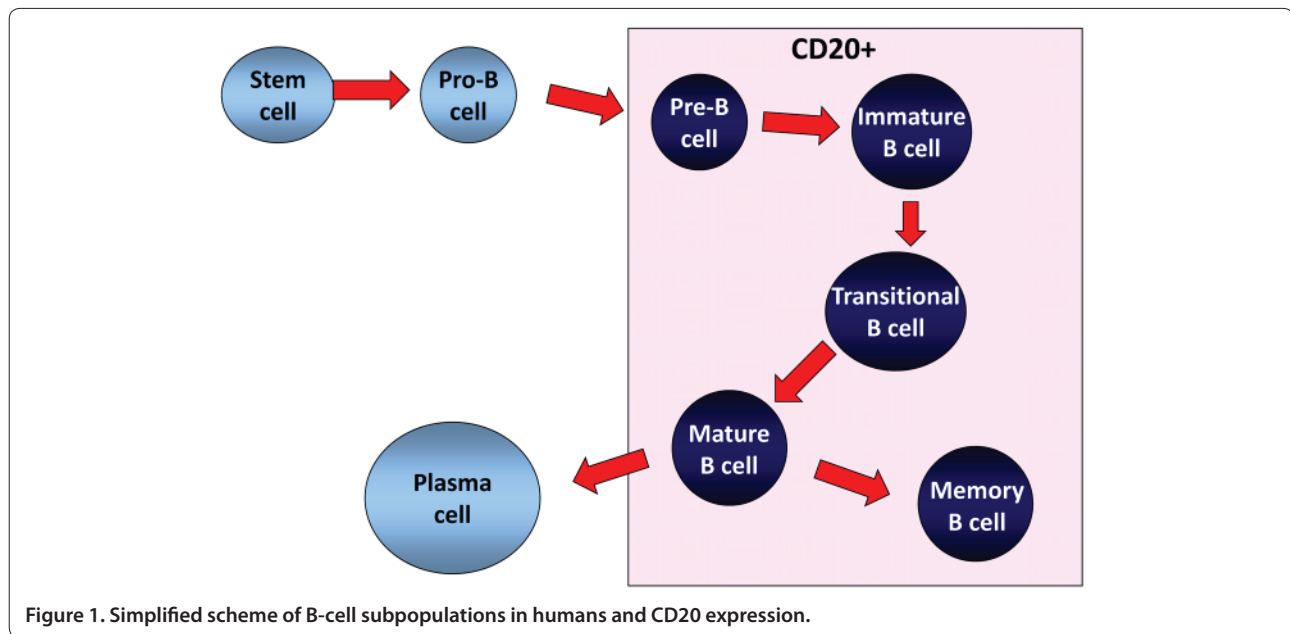 CD20+
Stem
cell
Pro-B
cell
Pre-B
cell
Immature
B cell
Transitional
B cell
Mature
B cell
Plasma
cell
Memory
B cell
Figure 1. Simplified scheme of B-cell subpopulations in humans and CD20 expression.